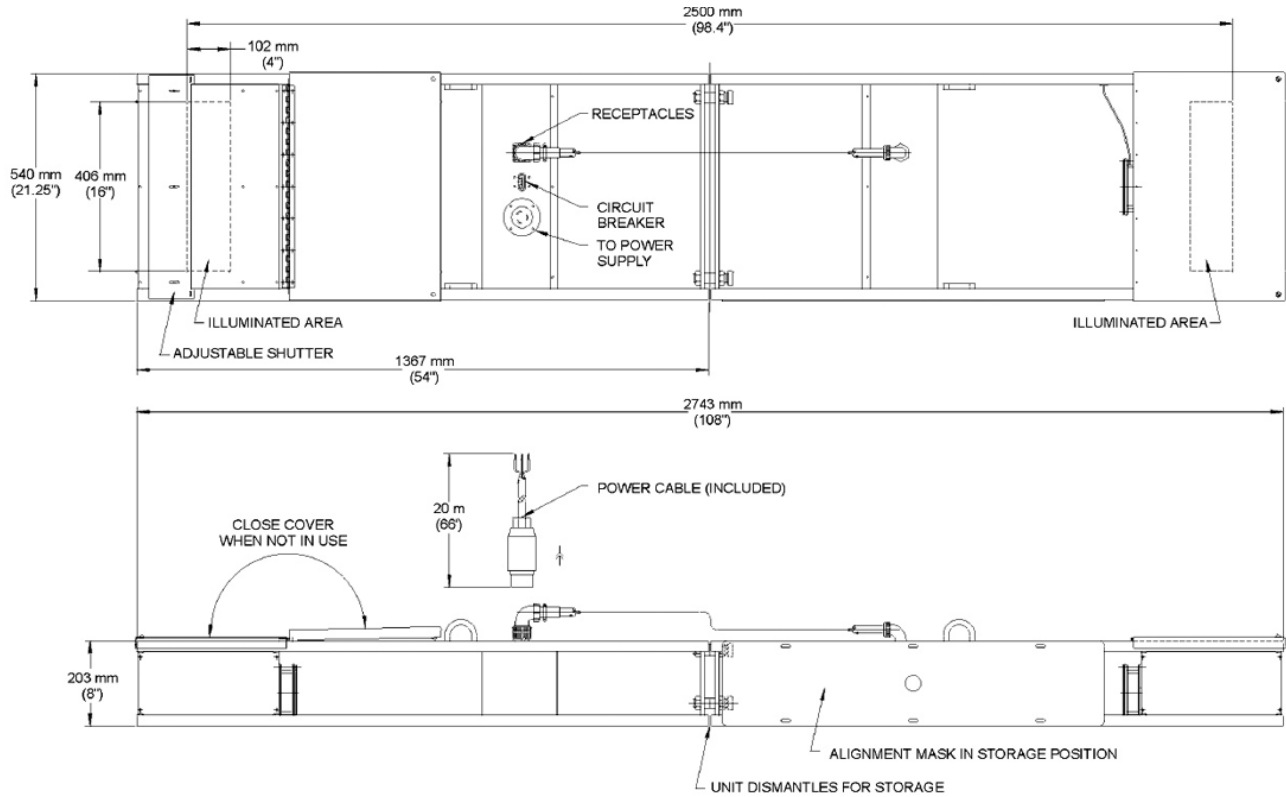 2500 mm
(98.4")
102 mm
(4")
RECEPTACLES
540 mm
(21.25")
406 mm
(16")
CIRCUIT
BREAKER
TO POWER
SUPPLY
ILLUMINATED AREA
ILLUMINATED AREA
ADJUSTABLE SHUTTER
1367 mm
(54")
2743 mm
(108")
POWER CABLE (INCLUDED)
20 m
(66')
CLOSE COVER
WHEN NOT IN USE
203 mm
(8")
ALIGNMENT MASK IN STORAGE POSITION
UNIT DISMANTLES FOR STORAGE